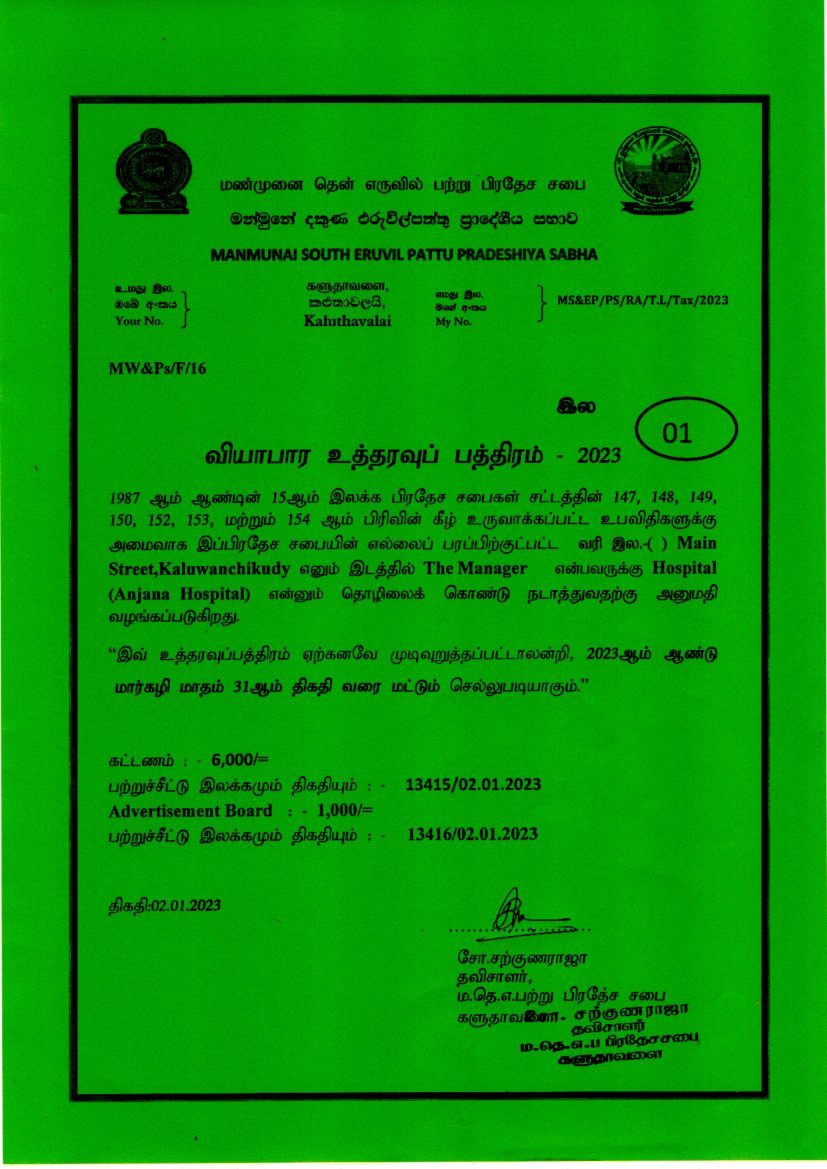 மண்முனை தென் எருவில் பற்று பிரதேச சபை
මන්මුනේ දකුණ එරුවිල්පත්තු ප්‍රාදේශීය සභාව
MANMUNAI SOUTH ERUVIL PATTU PRADESHIYA SABHA
உமது இல.
ඔබේ අංකය
Your No.
களுதாவளை,
කළුතාවලයි,
Kaluthavalai
எமது இல.
මගේ අංකය
My No.
MS&EP/PS/RA/T.L/Tax/2023
MW&Ps/F/16
இல
01
வியாபார உத்தரவுப் பத்திரம் - 2023
1987 ஆம் ஆண்டின் 15ஆம் இலக்க பிரதேச சபைகள் சட்டத்தின் 147, 148, 149,
150, 152, 153, மற்றும் 154 ஆம் பிரிவின் கீழ் உருவாக்கப்பட்ட உபவிதிகளுக்கு
அமைவாக இப்பிரதேச சபையின் எல்லைப் பரப்பிற்குட்பட்ட வரி இல.-( ) Main
Street,Kaluwanchikudy எனும் இடத்தில் The Manager என்பவருக்கு Hospital
(Anjana Hospital) என்னும் தொழிலைக் கொண்டு நடாத்துவதற்கு அனுமதி
வழங்கப்படுகிறது.
“இவ் உத்தரவுப்பத்திரம் ஏற்கனவே முடிவுறுத்தப்பட்டாலன்றி, 2023ஆம் ஆண்டு
மார்கழி மாதம் 31ஆம் திகதி வரை மட்டும் செல்லுபடியாகும்.”
கட்டணம் : - 6,000/=
பற்றுச்சீட்டு இலக்கமும் திகதியும் : - 13415/02.01.2023
Advertisement Board : - 1,000/=
பற்றுச்சீட்டு இலக்கமும் திகதியும் : - 13416/02.01.2023
திகதி:02.01.2023
சோ.சற்குணராஜா
தவிசாளர்,
ம.தெ.எ.பற்று பிரதேச சபை
களுதாவளை
சற்குணராஜா
தவிசாளர்
ம-தெ-எ-ப பிரதேசசபை
களுதாவளை